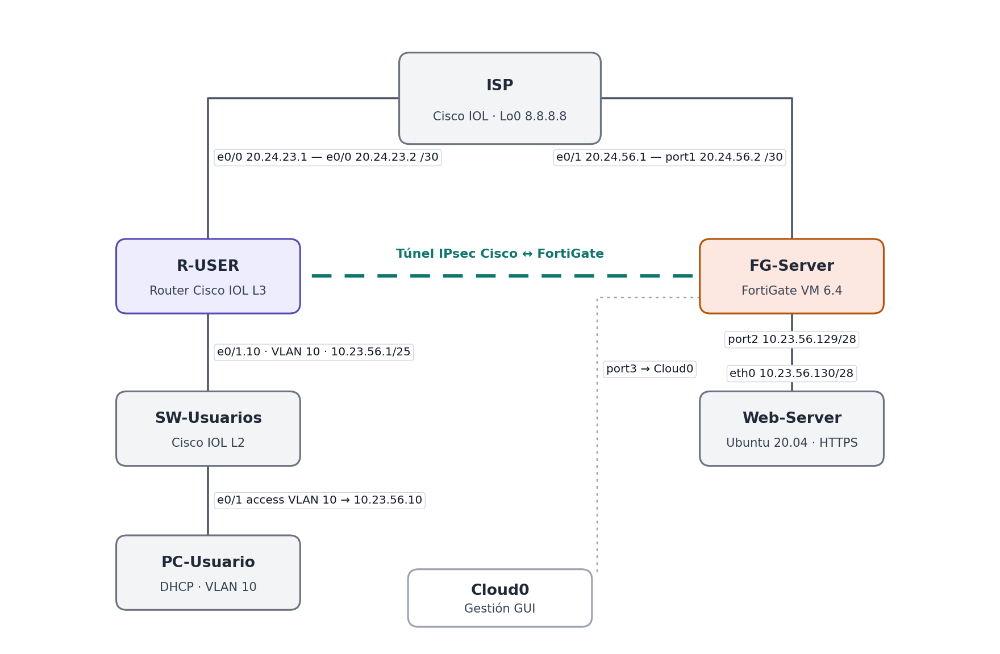 ISP
Cisco IOL · Lo0 8.8.8.8
e0/0 20.24.23.1 — e0/0 20.24.23.2 /30
e0/1 20.24.56.1 — port1 20.24.56.2 /30
R-USER
Router Cisco IOL L3
Túnel IPsec Cisco ↔ FortiGate
FG-Server
FortiGate VM 6.4
e0/1.10 · VLAN 10 · 10.23.56.1/25
port2 10.23.56.129/28
port3 → Cloud0
eth0 10.23.56.130/28
SW-Usuarios
Cisco IOL L2
Web-Server
Ubuntu 20.04 · HTTPS
e0/1 access VLAN 10 → 10.23.56.10
PC-Usuario
DHCP · VLAN 10
Cloud0
Gestión GUI